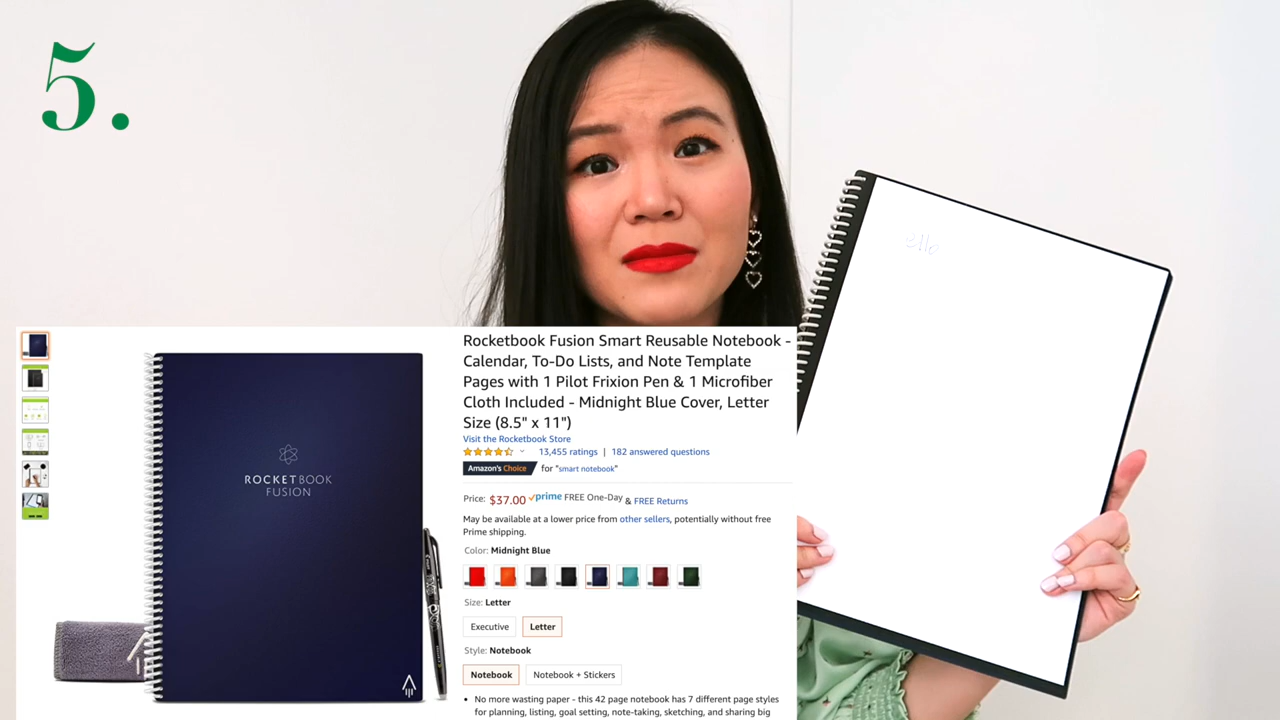 5.
ello
ROCKETBOOK
FUSION
Rocketbook Fusion Smart Reusable Notebook -
Calendar, To-Do Lists, and Note Template
Pages with 1 Pilot Frixion Pen & 1 Microfiber
Cloth Included - Midnight Blue Cover, Letter
Size (8.5" x 11")
Visit the Rocketbook Store
13,455 ratings | 182 answered questions
Amazon's Choice for "smart notebook"
Price: $37.00 prime FREE One-Day & FREE Returns
May be available at a lower price from other sellers, potentially without free
Prime shipping.
Color: Midnight Blue
Size: Letter
Executive Letter
Style: Notebook
Notebook Notebook + Stickers
• No more wasting paper - this 42 page notebook has 7 different page styles
for planning, listing, goal setting, note-taking, sketching, and sharing big